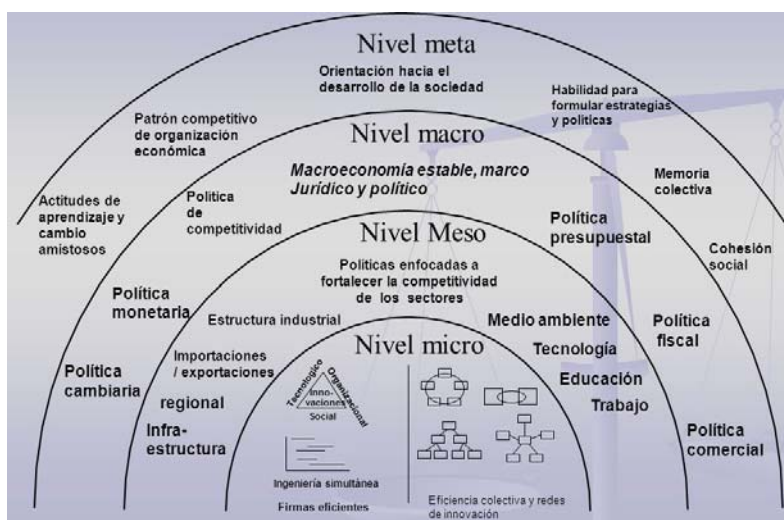 Nivel meta
Orientación hacia el
desarrollo de la sociedad
Habilidad para
formular estrategias
y politicas
Patrón competitivo
de organización
económica
Nivel macro
Macroeconomía estable, marco
Jurídico y político
Memoria
colectiva
Actitudes de
aprendizaje y
cambio
amistosos
Politica
de
competitividad
Política
presupuestal
Cohesión
social
Nivel Meso
Politicas enfocadas a
fortalecer la competitividad
de los sectores
Política
monetaria
Política
fiscal
Estructura industrial
Medio ambiente
Nivel micro
Tecnología
Importaciones
/ exportaciones
Política
cambiaria
Educación
regional
Trabajo
Infra-
estructura
Política
comercial
Tecnologico
Organizacional
Inno-
vaciones
Social
Ingeniería simultánea
Firmas eficientes
Eficiencia colectiva y redes
de innovación